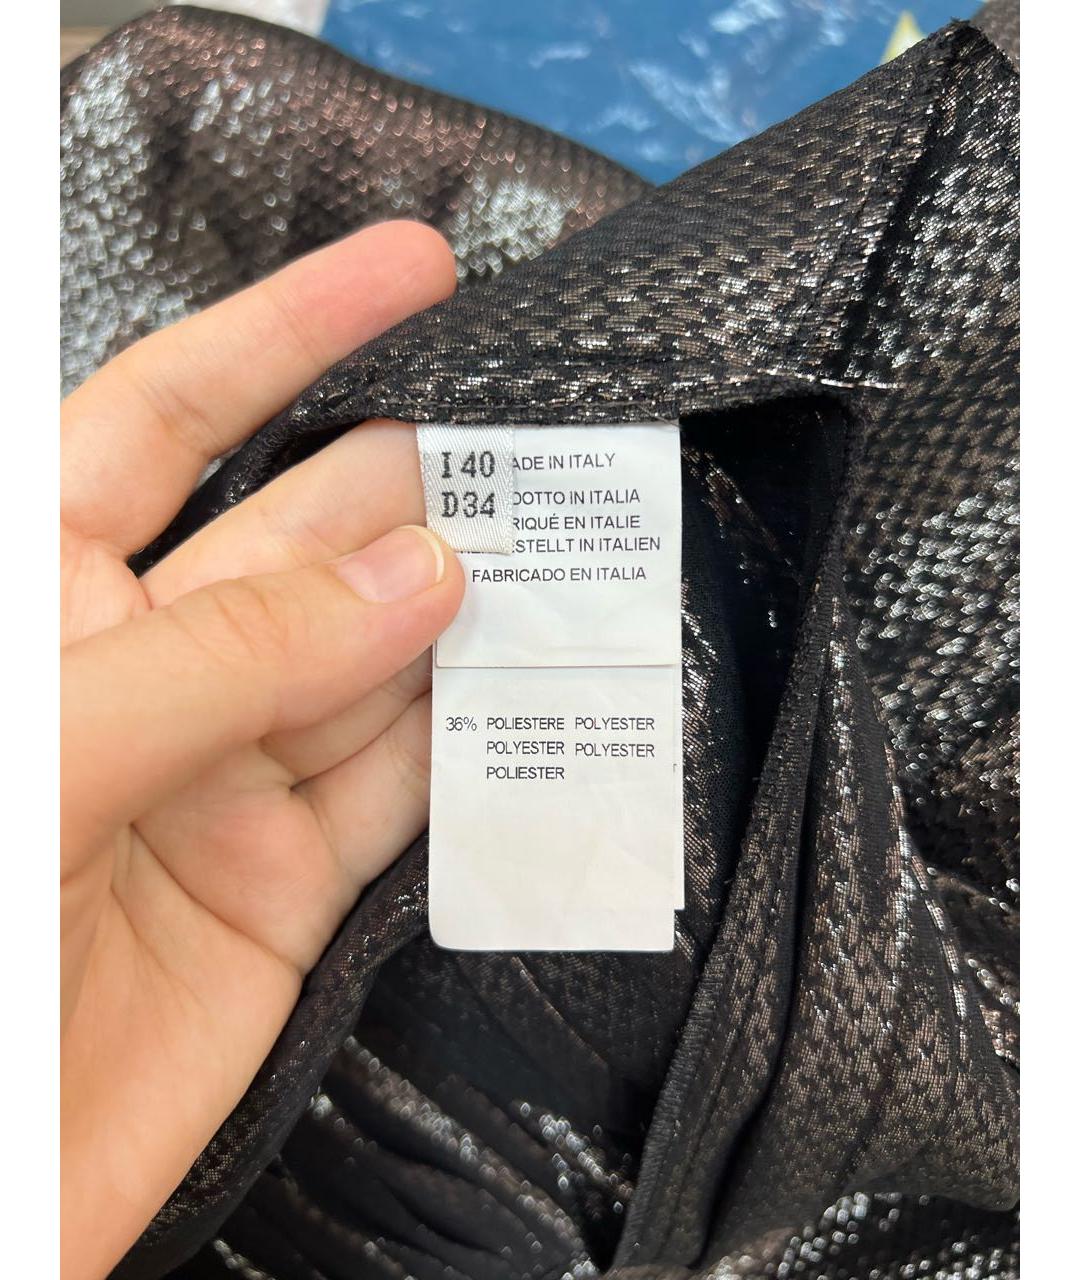 I 40
D34
ADE IN ITALY
DOTTO IN ITALIA
RIQUÉ EN ITALIE
ESTELLT IN ITALIEN
FABRICADO EN ITALIA
36% POLIESTERE POLYESTER
POLYESTER POLYESTER
POLIESTER